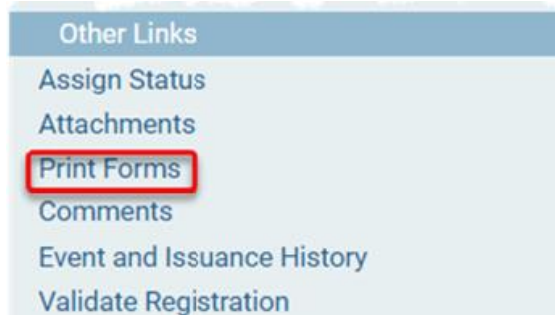 Other Links
Assign Status
Attachments
Print Forms
Comments
Event and Issuance History
Validate Registration